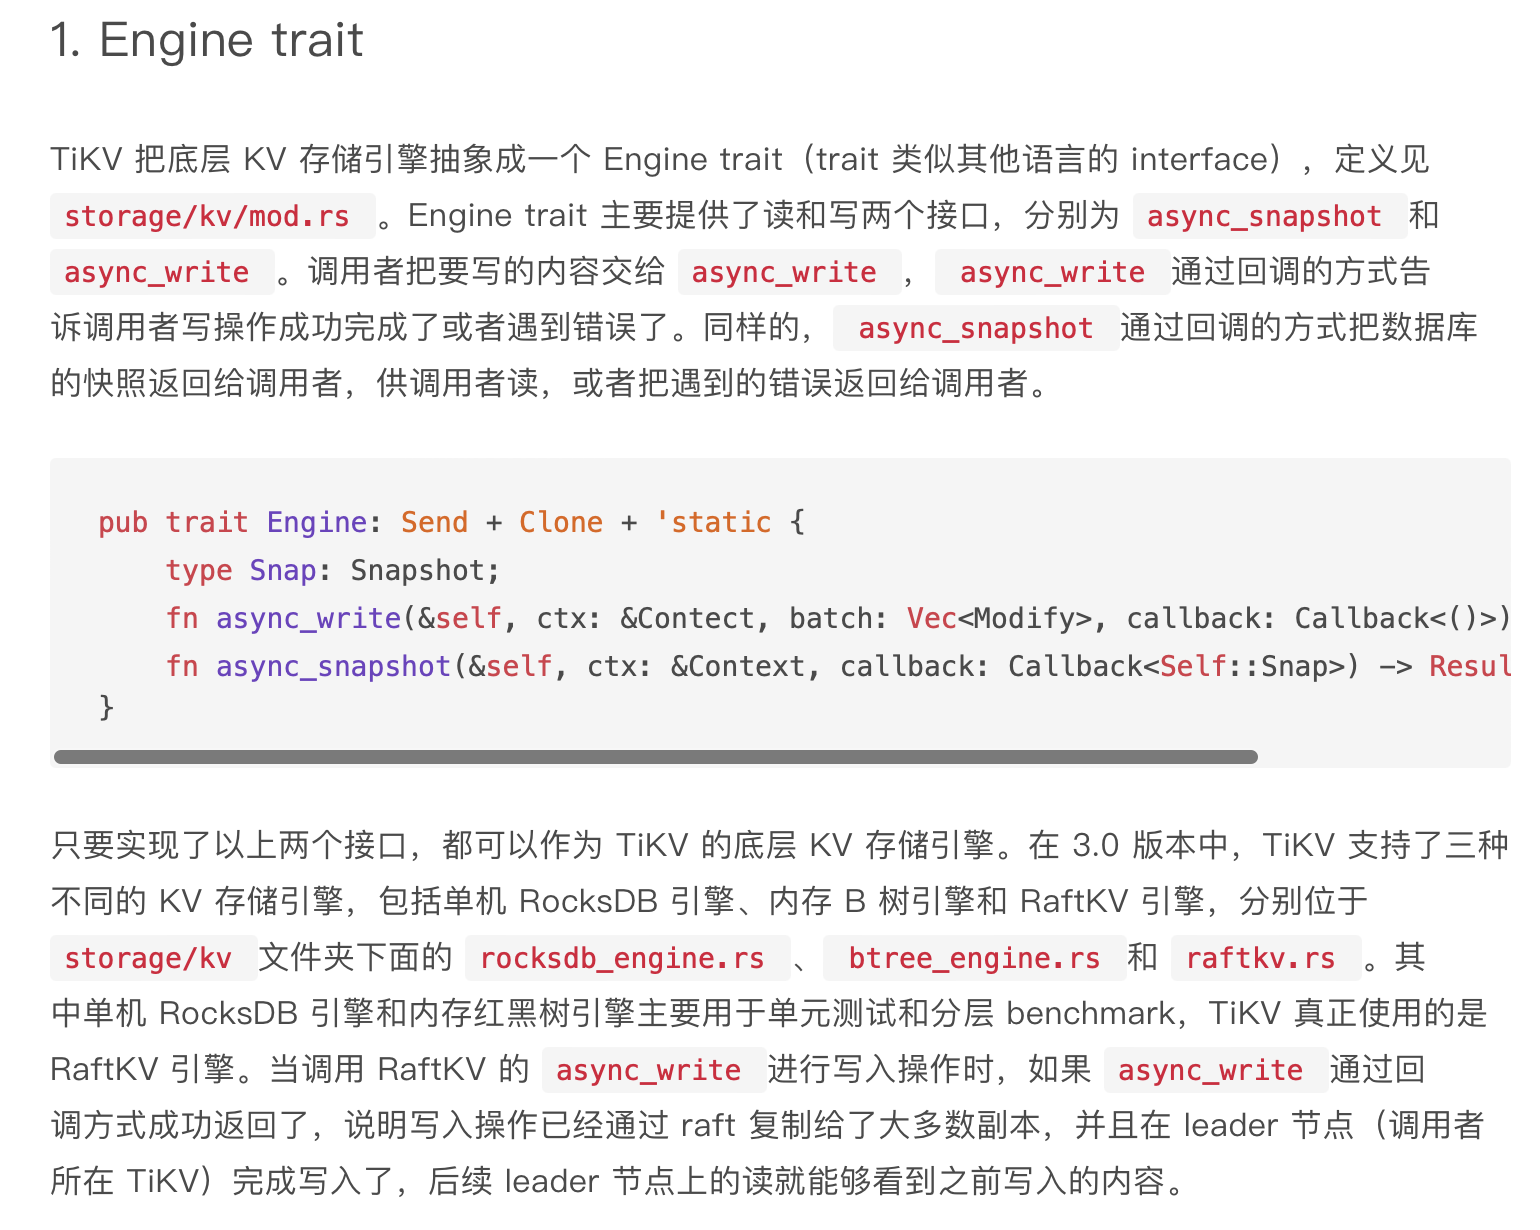 1. Engine trait
TiKV 把底层 KV 存储引擎抽象成一个 Engine trait（trait 类似其他语言的 interface），定义见
storage/kv/mod.rs 。Engine trait 主要提供了读和写两个接口，分别为 async_snapshot 和
async_write 。调用者把要写的内容交给 async_write ， async_write 通过回调的方式告
诉调用者写操作成功完成了或者遇到错误了。同样的， async_snapshot 通过回调的方式把数据库
的快照返回给调用者，供调用者读，或者把遇到的错误返回给调用者。
pub trait Engine: Send + Clone + 'static {
    type Snap: Snapshot;
    fn async_write(&self, ctx: &Contect, batch: Vec<Modify>, callback: Callback<()>)
    fn async_snapshot(&self, ctx: &Context, callback: Callback<Self::Snap>) -> Resul
}
只要实现了以上两个接口，都可以作为 TiKV 的底层 KV 存储引擎。在 3.0 版本中，TiKV 支持了三种
不同的 KV 存储引擎，包括单机 RocksDB 引擎、内存 B 树引擎和 RaftKV 引擎，分别位于
storage/kv 文件夹下面的 rocksdb_engine.rs 、 btree_engine.rs 和 raftkv.rs 。其
中单机 RocksDB 引擎和内存红黑树引擎主要用于单元测试和分层 benchmark，TiKV 真正使用的是
RaftKV 引擎。当调用 RaftKV 的 async_write 进行写入操作时，如果 async_write 通过回
调方式成功返回了，说明写入操作已经通过 raft 复制给了大多数副本，并且在 leader 节点（调用者
所在 TiKV）完成写入了，后续 leader 节点上的读就能够看到之前写入的内容。